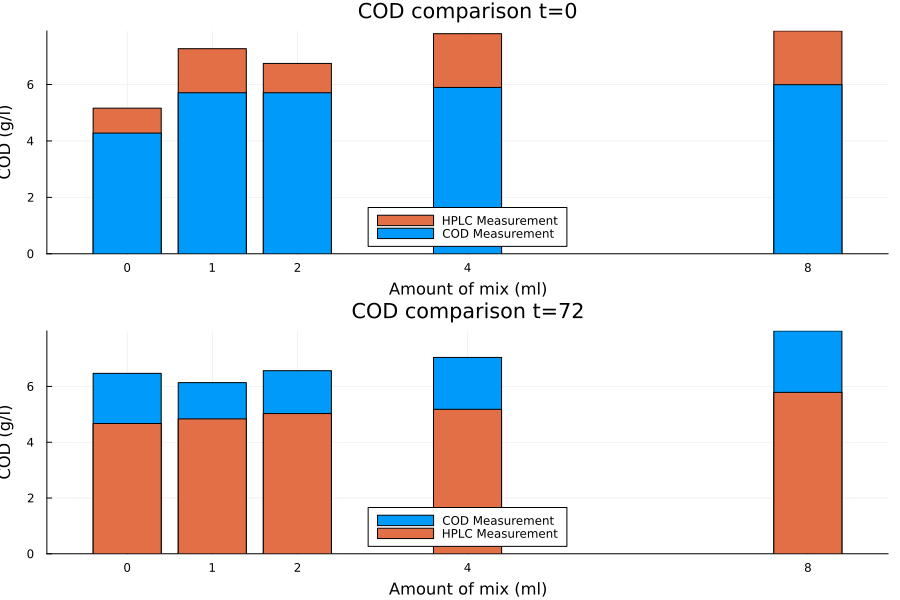 COD comparison t=0
COD (g/l)
6
4
2
0
HPLC Measurement
COD Measurement
0 1 2 4 8
Amount of mix (ml)
COD comparison t=72
COD (g/l)
6
4
2
0
COD Measurement
HPLC Measurement
0 1 2 4 8
Amount of mix (ml)